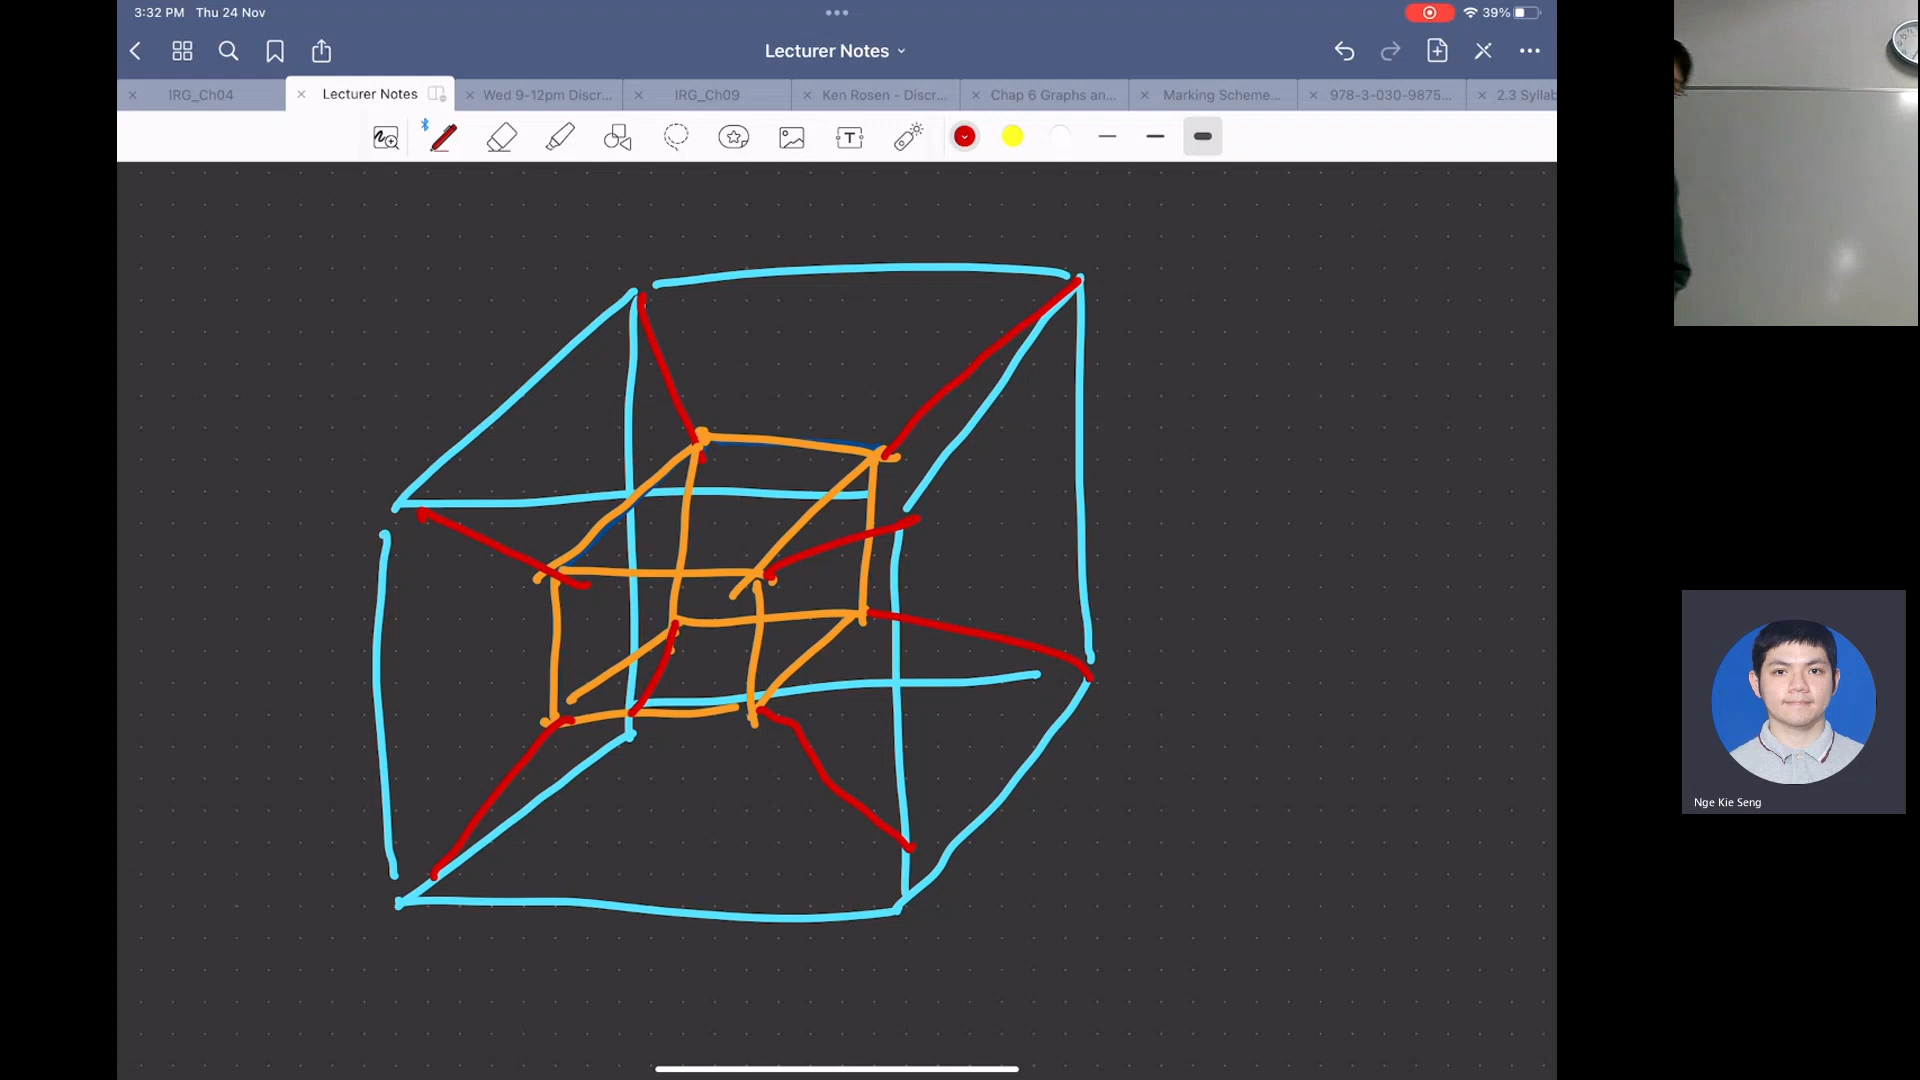 3:32 PM Thu 24 Nov
39%
Lecturer Notes
IRG_Ch04
Lecturer Notes
Wed 9-12pm Discr...
IRG_Ch09
Ken Rosen - Discr...
Chap 6 Graphs an...
Marking Scheme...
978-3-030-9875...
2.3 Syllab
T
Nge Kie Seng